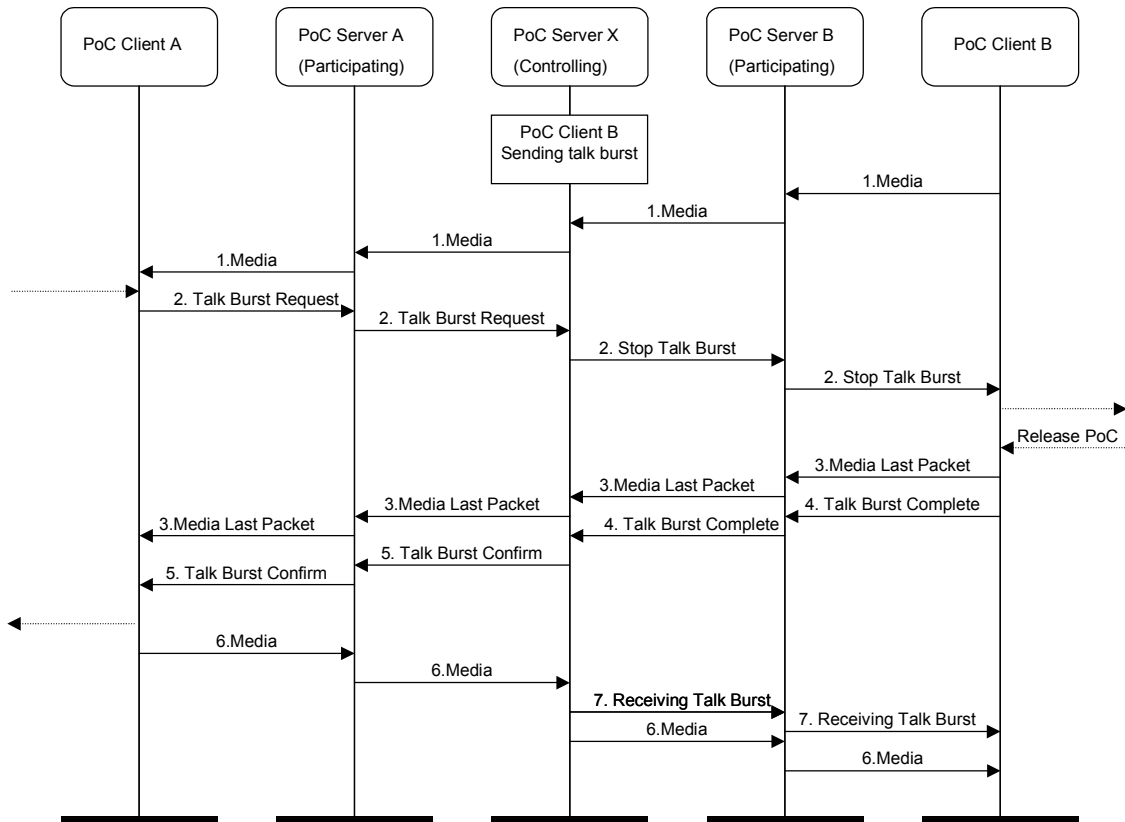 PoC Client A
PoC Server A
(Participating)
PoC Server X
(Controlling)
PoC Server B
(Participating)
PoC Client B
PoC Client B
Sending talk burst
1.Media
1.Media
1.Media
1.Media
2. Talk Burst Request
2. Talk Burst Request
2. Stop Talk Burst
2. Stop Talk Burst
Release PoC
3.Media Last Packet
3.Media Last Packet
3.Media Last Packet
3.Media Last Packet
4. Talk Burst Complete
4. Talk Burst Complete
5. Talk Burst Confirm
5. Talk Burst Confirm
6.Media
6.Media
7. Receiving Talk Burst
7. Receiving Talk Burst
6.Media
6.Media